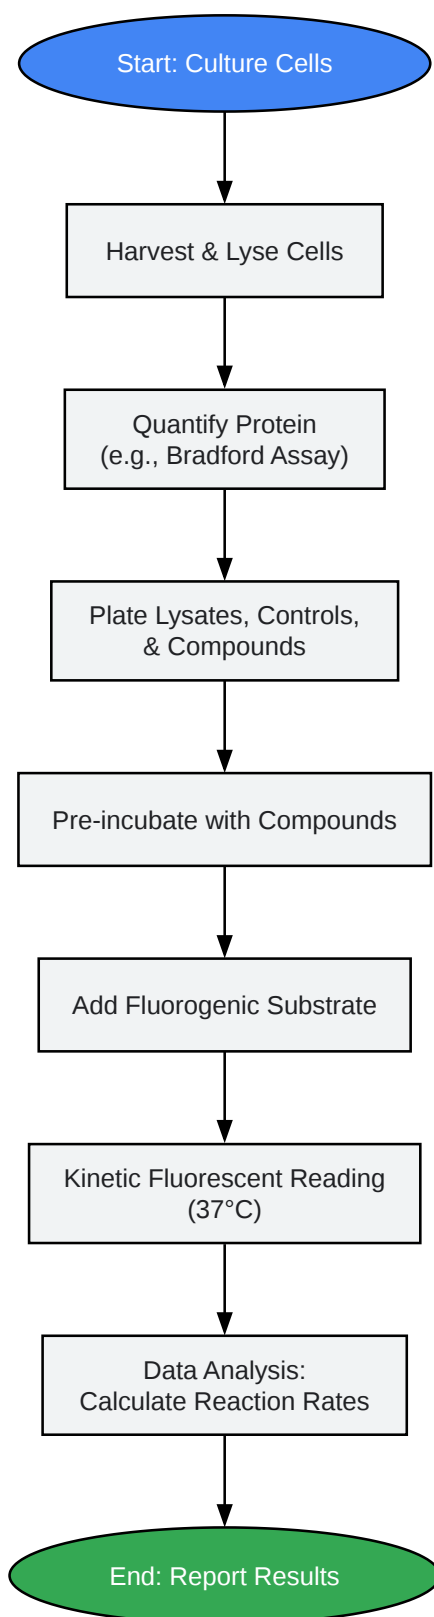 Start: Culture Cells
Harvest & Lyse Cells
Quantify Protein
(e.g., Bradford Assay)
Plate Lysates, Controls,
& Compounds
Pre-incubate with Compounds
Add Fluorogenic Substrate
Kinetic Fluorescent Reading
(37°C)
Data Analysis:
Calculate Reaction Rates
End: Report Results